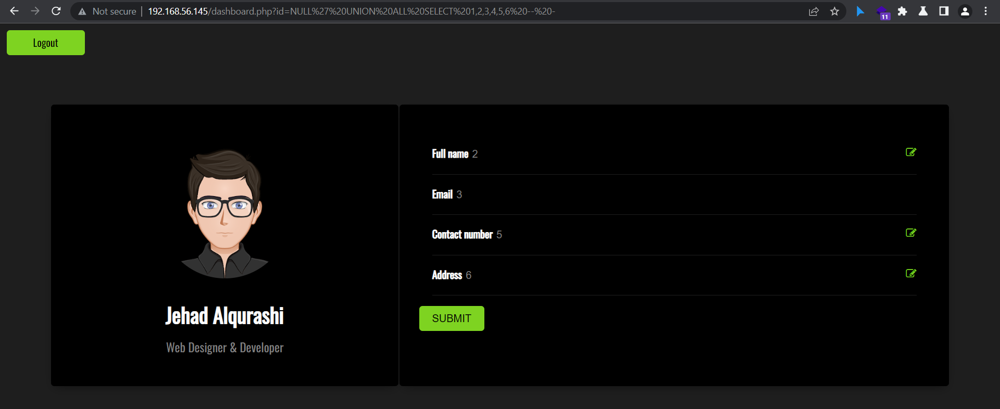 Not secure | 192.168.56.145/dashboard.php?id=NULL%27%20UNION%20ALL%20SELECT%201,2,3,4,5,6%20--%20-
11
Logout
Full name 2
Email 3
Contact number 5
Address 6
SUBMIT
Jehad Alqurashi
Web Designer & Developer